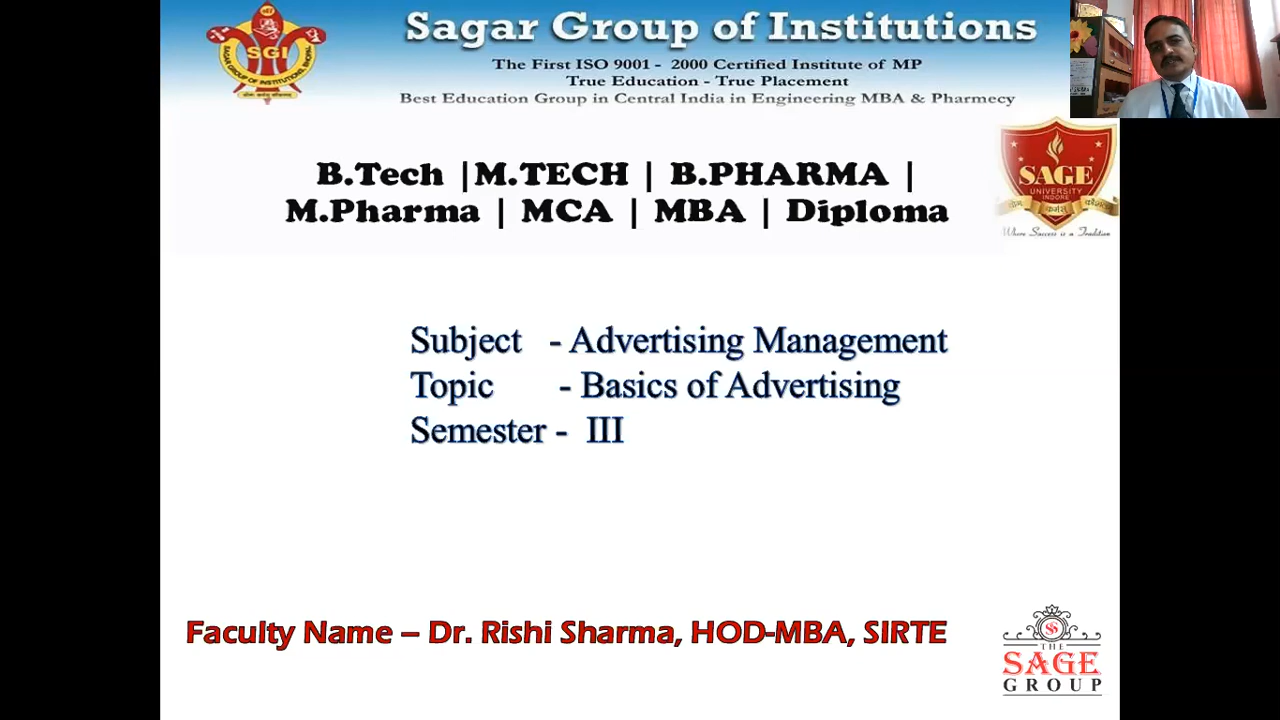 Sagar Group of Institutions
SGI
The First ISO 9001 - 2000 Certified Institute of MP
True Education - True Placement
Best Education Group in Central India in Engineering MBA & Pharmecy
B.Tech |M.TECH | B.PHARMA |
M.Pharma | MCA | MBA | Diploma
SAGE
UNIVERSITY
INDORE
Where Success is a Tradition
Subject - Advertising Management
Topic - Basics of Advertising
Semester - III
Faculty Name – Dr. Rishi Sharma, HOD-MBA, SIRTE
THE
SAGE
GROUP